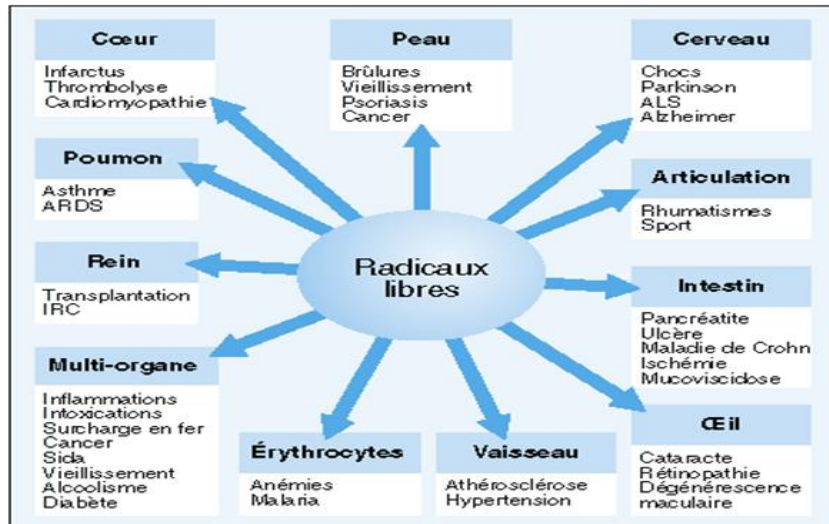 Cœur
Infarctus
Thrombolyse
Cardiomyopathie
Peau
Brûlures
Vieillissement
Psoriasis
Cancer
Cerveau
Chocs
Parkinson
ALS
Alzheimer
Poumon
Asthme
ARDS
Articulation
Rhumatismes
Sport
Rein
Transplantation
IRC
Radicaux
libres
Intestin
Pancréatite
Ulcère
Maladie de Crohn
Ischémie
Mucoviscidose
Multi-organe
Inflammations
Intoxications
Surcharge en fer
Cancer
Sida
Vieillissement
Alcoolisme
Diabète
Érythrocytes
Anémies
Malaria
Vaisseau
Athérosclérose
Hypertension
Œil
Cataracte
Rétinopathie
Dégénérescence
maculaire